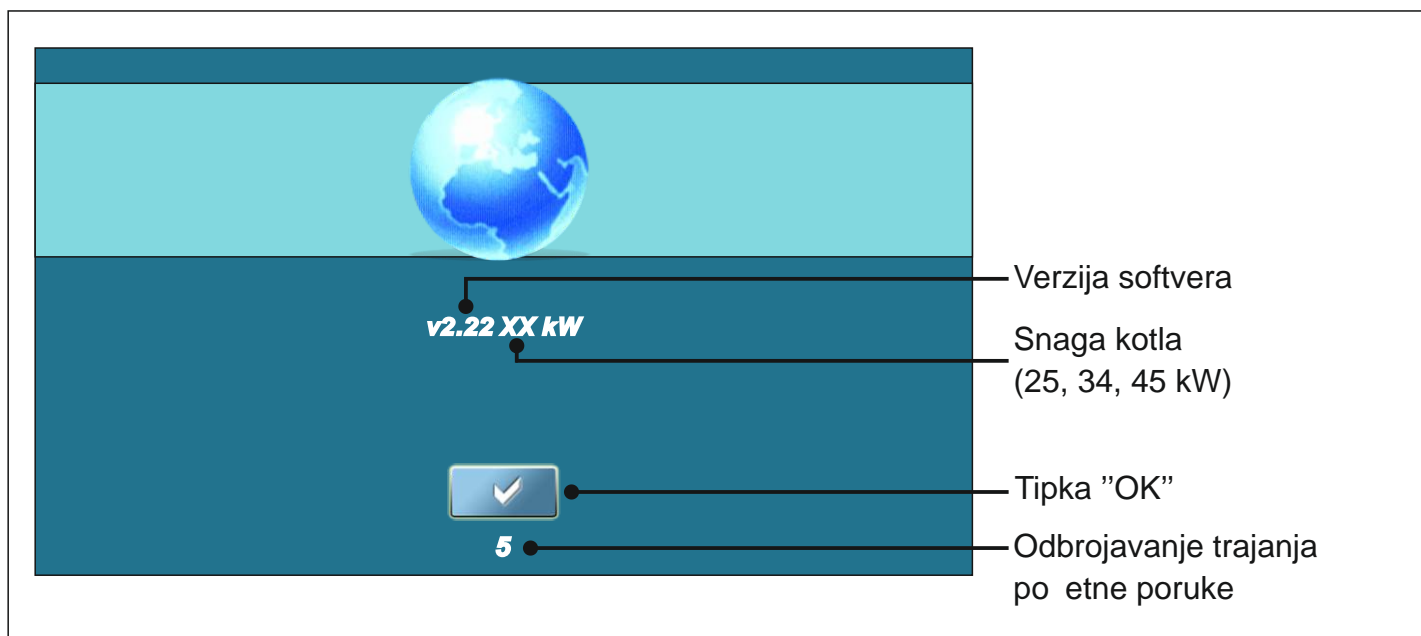 Verzija softvera
v2.22 XX kW
Snaga kotla
(25, 34, 45 kW)
Tipka ’’OK’’
5
Odbrojavanje trajanja
po etne poruke